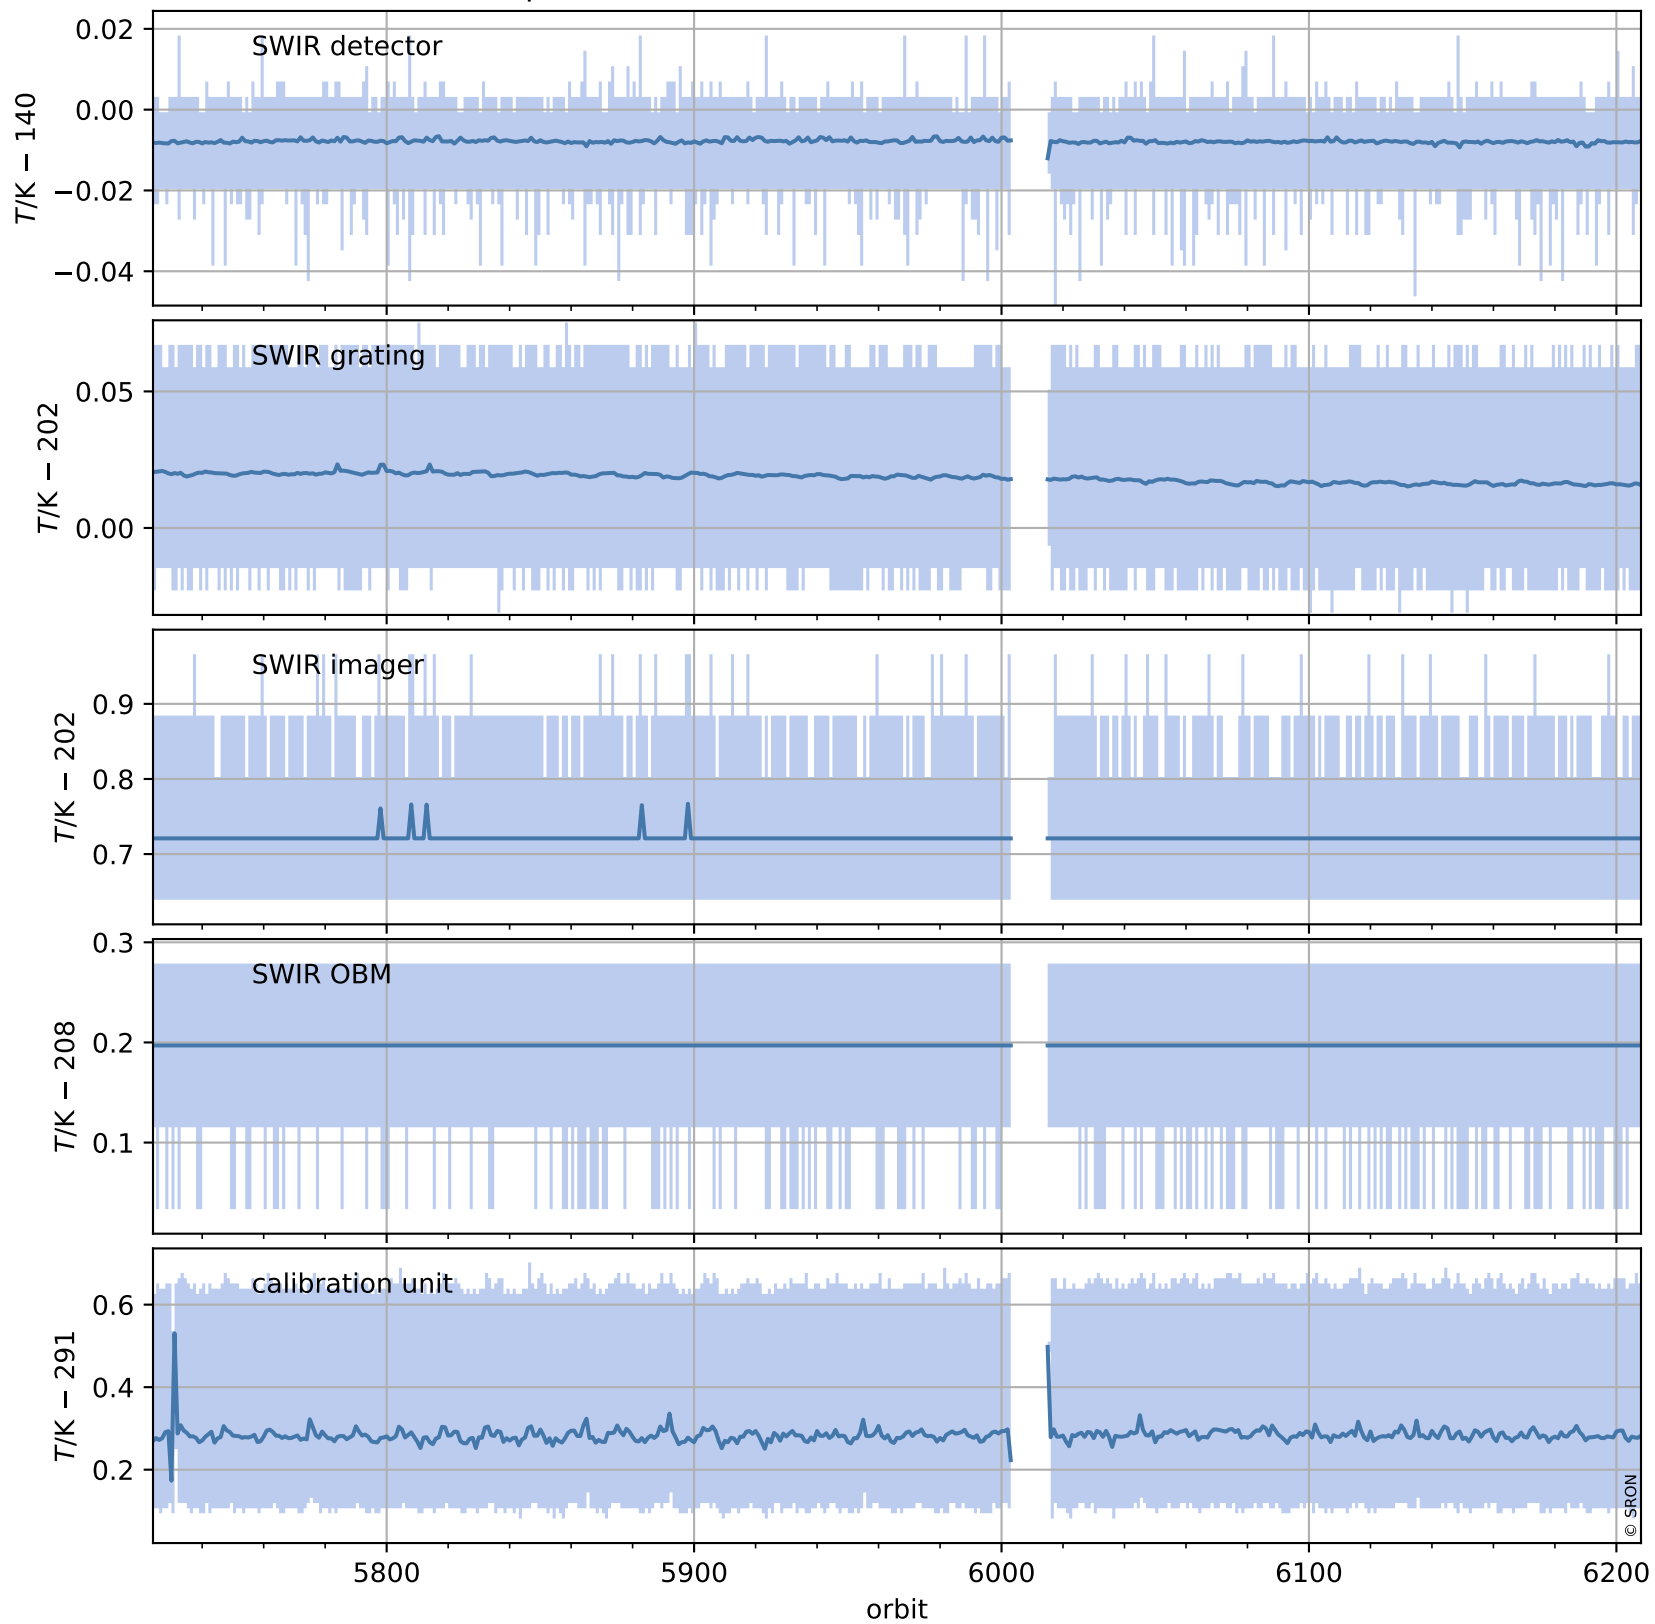 0.02
SWIR detector
0.00
−0.02
−0.04
T/K − 140
SWIR grating
0.05
0.00
T/K − 202
SWIR imager
0.9
0.8
0.7
T/K − 202
0.3
SWIR OBM
0.2
0.1
T/K − 208
calibration unit
0.6
0.4
0.2
T/K − 291
© SRON
5800 5900 6000 6100 6200
orbit